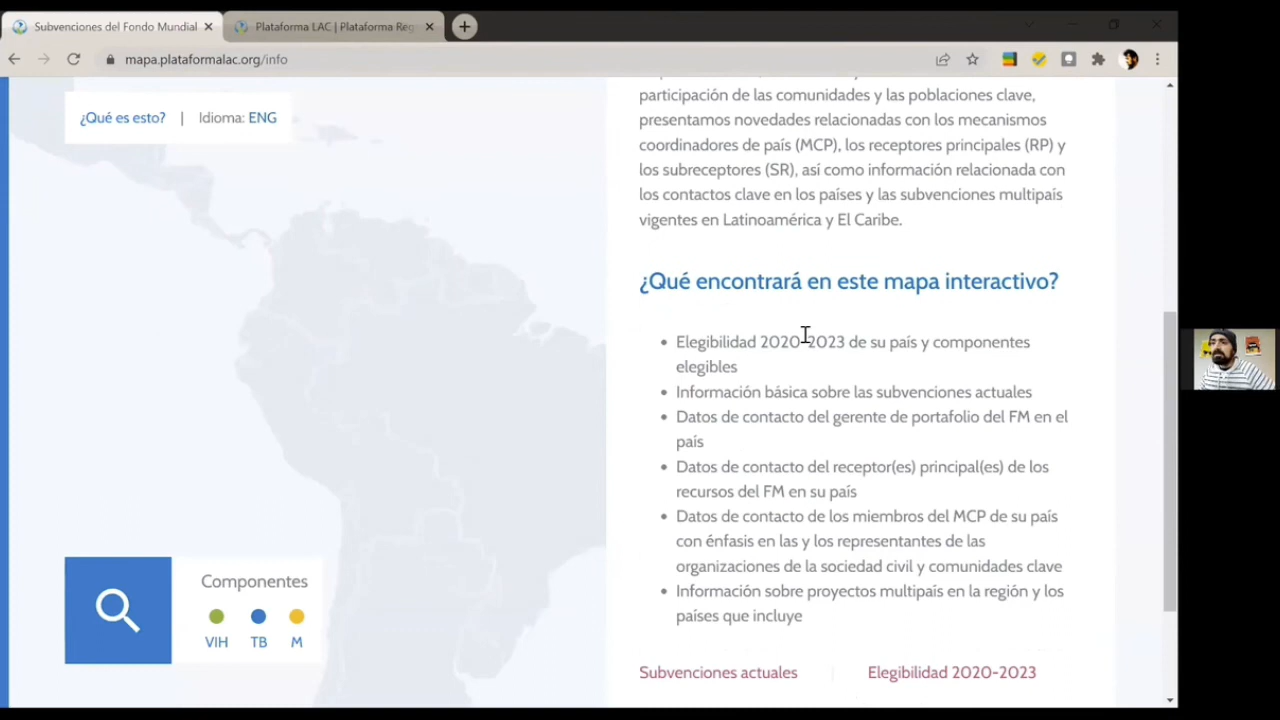 Subvenciones del Fondo Mundial
Plataforma LAC | Plataforma Reg
mapa.plataformalac.org/info
¿Qué es esto? | Idioma: ENG
participación de las comunidades y las poblaciones clave,
presentamos novedades relacionadas con los mecanismos
coordinadores de país (MCP), los receptores principales (RP) y
los subreceptores (SR), así como información relacionada con
los contactos clave en los países y las subvenciones multipaís
vigentes en Latinoamérica y El Caribe.
¿Qué encontrará en este mapa interactivo?
Elegibilidad 2020-2023 de su país y componentes
elegibles
Información básica sobre las subvenciones actuales
Datos de contacto del gerente de portafolio del FM en el
país
Datos de contacto del receptor(es) principal(es) de los
recursos del FM en su país
Datos de contacto de los miembros del MCP de su país
con énfasis en las y los representantes de las
organizaciones de la sociedad civil y comunidades clave
Información sobre proyectos multipaís en la región y los
países que incluye
Subvenciones actuales
Elegibilidad 2020-2023
Componentes
VIH
TB
M